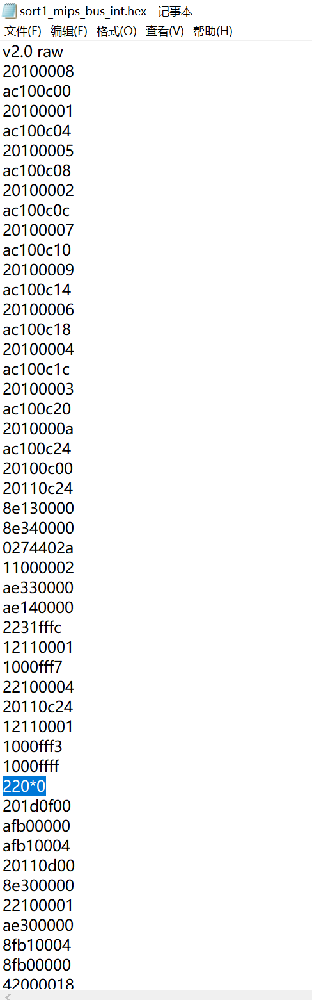 sort1_mips_bus_int.hex - 记事本
文件(F) 编辑(E) 格式(O) 查看(V) 帮助(H)
v2.0 raw
20100008
ac100c00
20100001
ac100c04
20100005
ac100c08
20100002
ac100c0c
20100007
ac100c10
20100009
ac100c14
20100006
ac100c18
20100004
ac100c1c
20100003
ac100c20
2010000a
ac100c24
20100c00
20110c24
8e130000
8e340000
0274402a
11000002
ae330000
ae140000
2231fffc
12110001
1000fff7
22100004
20110c24
12110001
1000fff3
1000ffff
220*0
201d0f00
afb00000
afb10004
20110d00
8e300000
22100001
ae300000
8fb10004
8fb00000
42000018